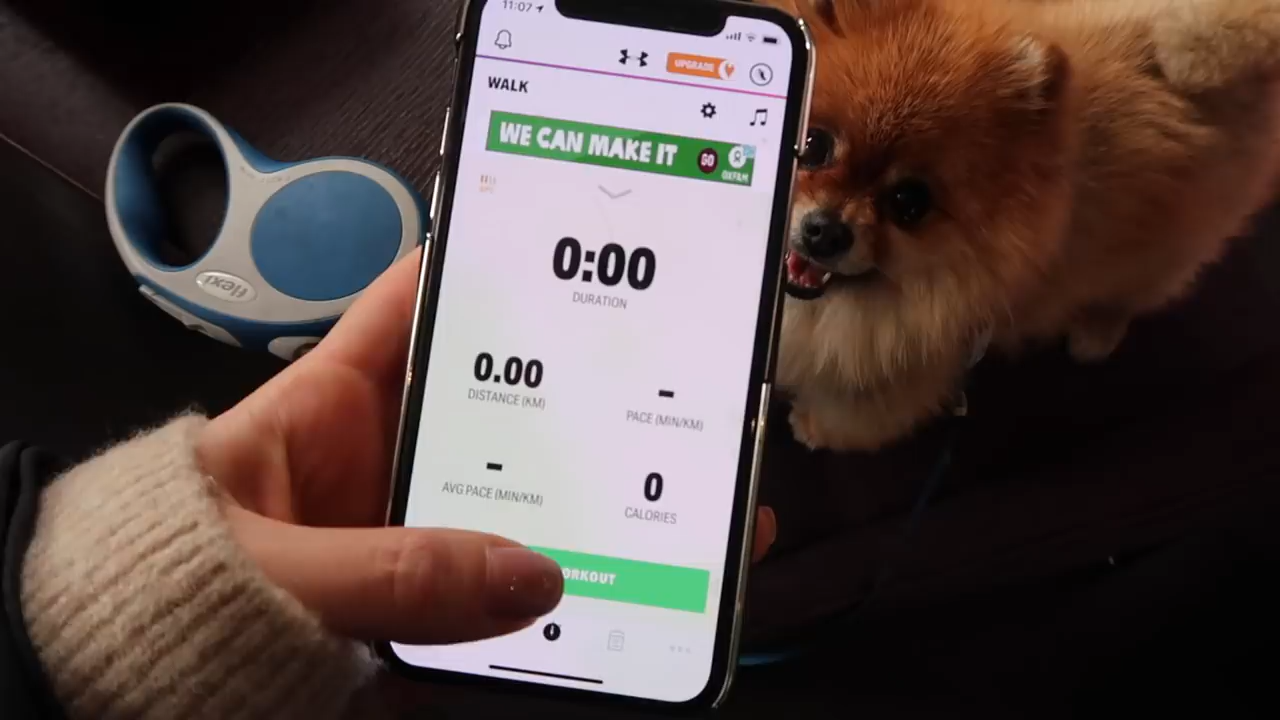 11:07
UPGRADE
WALK
WE CAN MAKE IT
GO
OXFAM
0:00
DURATION
flexi
0.00
DISTANCE (KM)
-
PACE (MIN/KM)
-
AVG PACE (MIN/KM)
0
CALORIES
ORKOUT